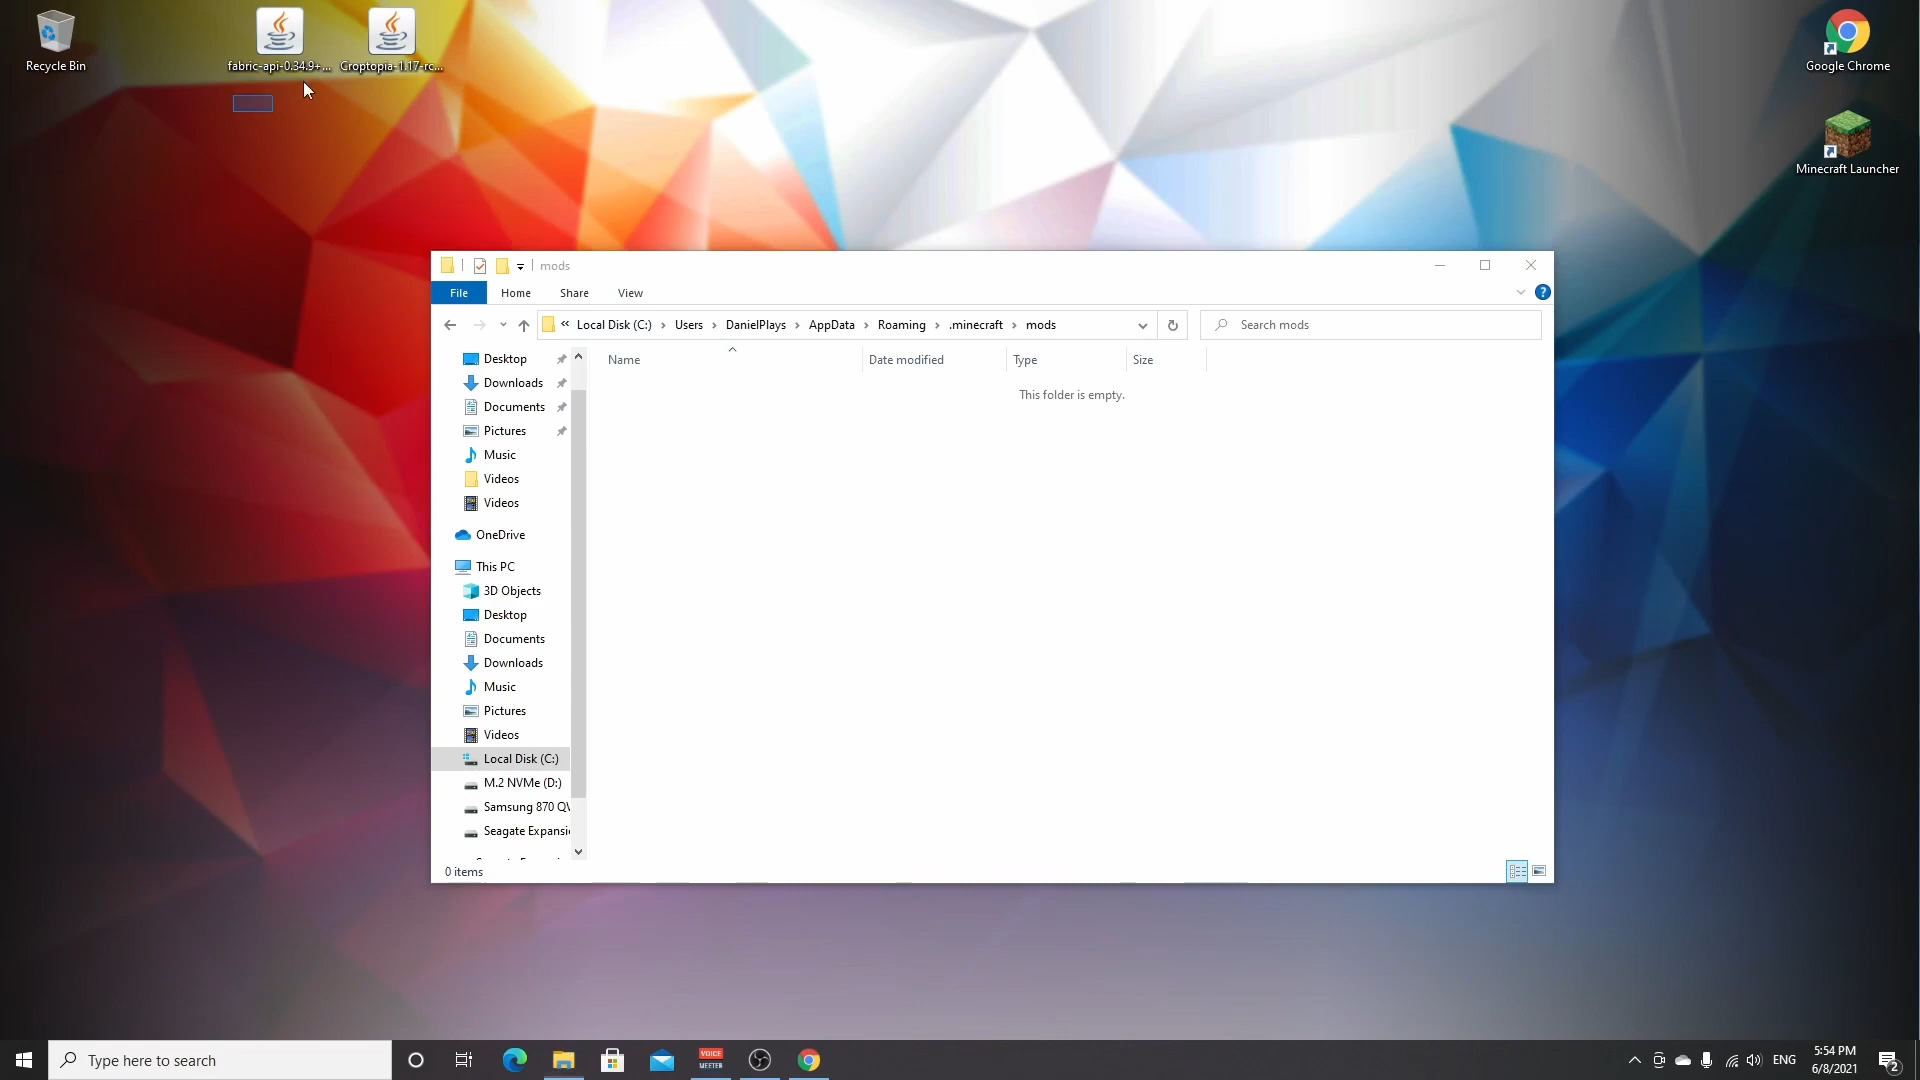 Recycle Bin
fabric-api-0.34.9+...
Croptopia-1.17-rc...
Google Chrome
Minecraft Launcher
mods
File
Home
Share
View
« Local Disk (C:) > Users > DanielPlays > AppData > Roaming > .minecraft > mods
Search mods
Name
Date modified
Type
Size
This folder is empty.
Desktop
Downloads
Documents
Pictures
Music
Videos
Videos
OneDrive
This PC
3D Objects
Desktop
Documents
Downloads
Music
Pictures
Videos
Local Disk (C:)
M.2 NVMe (D:)
Samsung 870 QV
Seagate Expansi
0 items
Type here to search
VOICE
MEETER
ENG
5:54 PM
6/8/2021
2